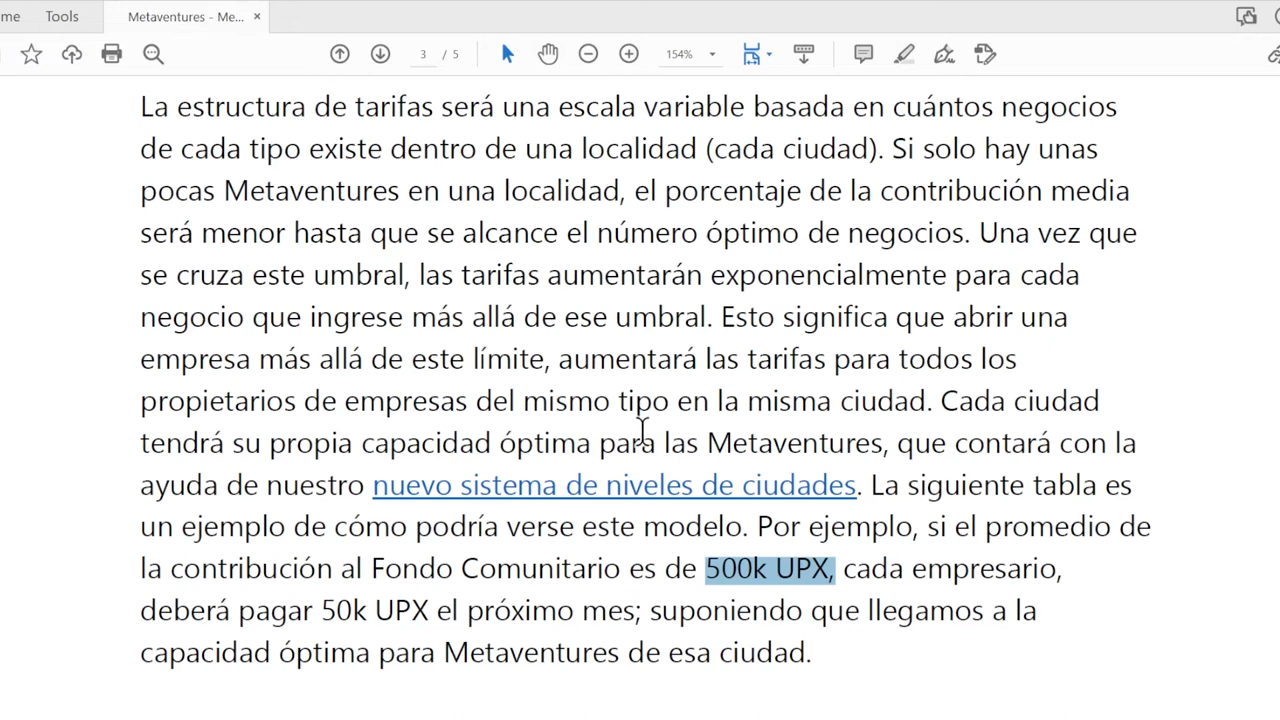 me Tools Metaventures - Me... ×
3 / 5 154%
La estructura de tarifas será una escala variable basada en cuántos negocios
de cada tipo existe dentro de una localidad (cada ciudad). Si solo hay unas
pocas Metaventures en una localidad, el porcentaje de la contribución media
será menor hasta que se alcance el número óptimo de negocios. Una vez que
se cruza este umbral, las tarifas aumentarán exponencialmente para cada
negocio que ingrese más allá de ese umbral. Esto significa que abrir una
empresa más allá de este límite, aumentará las tarifas para todos los
propietarios de empresas del mismo tipo en la misma ciudad. Cada ciudad
tendrá su propia capacidad óptima para las Metaventures, que contará con la
ayuda de nuestro nuevo sistema de niveles de ciudades. La siguiente tabla es
un ejemplo de cómo podría verse este modelo. Por ejemplo, si el promedio de
la contribución al Fondo Comunitario es de 500k UPX, cada empresario,
deberá pagar 50k UPX el próximo mes; suponiendo que llegamos a la
capacidad óptima para Metaventures de esa ciudad.